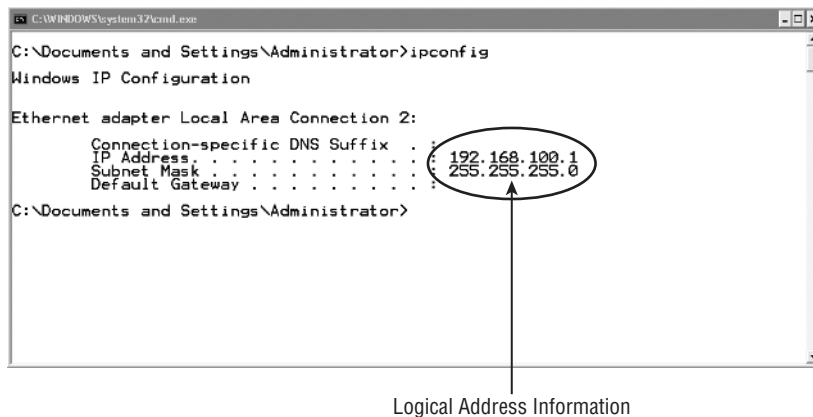 C:\WINDOWS\system32\cmd.exe
C:\Documents and Settings\Administrator>ipconfig
Windows IP Configuration
Ethernet adapter Local Area Connection 2:
Connection-specific DNS Suffix . :
IP Address. . . . . . . . . . . . : 192.168.100.1
Subnet Mask . . . . . . . . . . . : 255.255.255.0
Default Gateway . . . . . . . . . :
C:\Documents and Settings\Administrator>
Logical Address Information